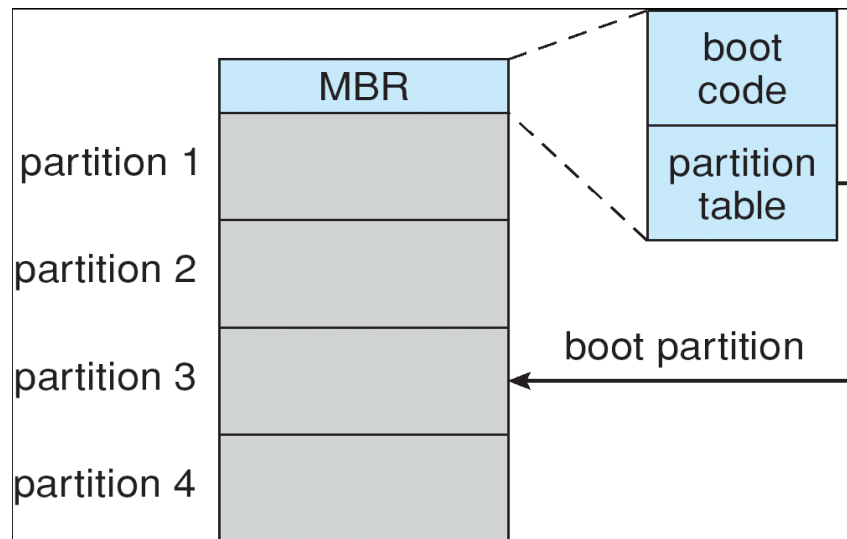 MBR
boot
code
partition
table
partition 1
partition 2
boot partition
partition 3
partition 4